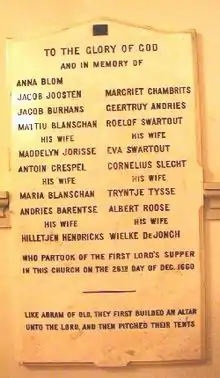 TO THE GLORY OF GOD
AND IN MEMORY OF
ANNA BLOM
JACOB JOOSTEN MARGRIET CHAMBRITS
JACOB BURHANS GEERTRUY ANDRIES
MATTIU BLANSCHAN ROELOF SWARTOUT
HIS WIFE HIS WIFE
MADDELYN JORISSE EVA SWARTOUT
ANTOIN CRESPEL CORNELIUS SLECHT
HIS WIFE HIS WIFE
MARIA BLANSCHAN TRYNTJE TYSSE
ANDRIES BARENTSE ALBERT ROOSE
HIS WIFE HIS WIFE
HILLETJEN HENDRICKS WIELKE DE JONCH
WHO PARTOOK OF THE FIRST LORD'S SUPPER
IN THIS CHURCH ON THE 26TH DAY OF DEC. 1660
LIKE ABRAM OF OLD, THEY FIRST BUILDED AN ALTAR
UNTO THE LORD, AND THEN PITCHED THEIR TENTS